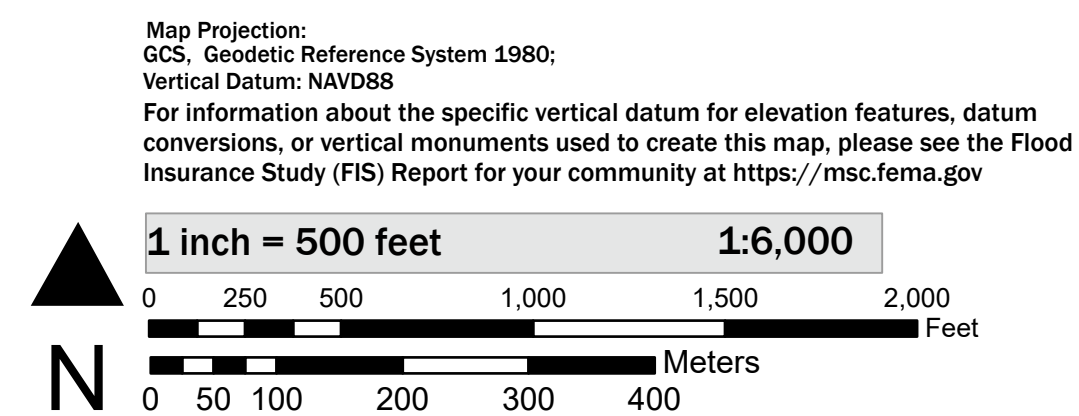 Map Projection:
GCS, Geodetic Reference System 1980;
Vertical Datum: NAVD88
For information about the specific vertical datum for elevation features, datum
conversions, or vertical monuments used to create this map, please see the Flood
Insurance Study (FIS) Report for your community at https://msc.fema.gov
1 inch = 500 feet 1:6,000
0 250 500 1,000 1,500 2,000
Feet
Meters
N
0 50 100 200 300 400